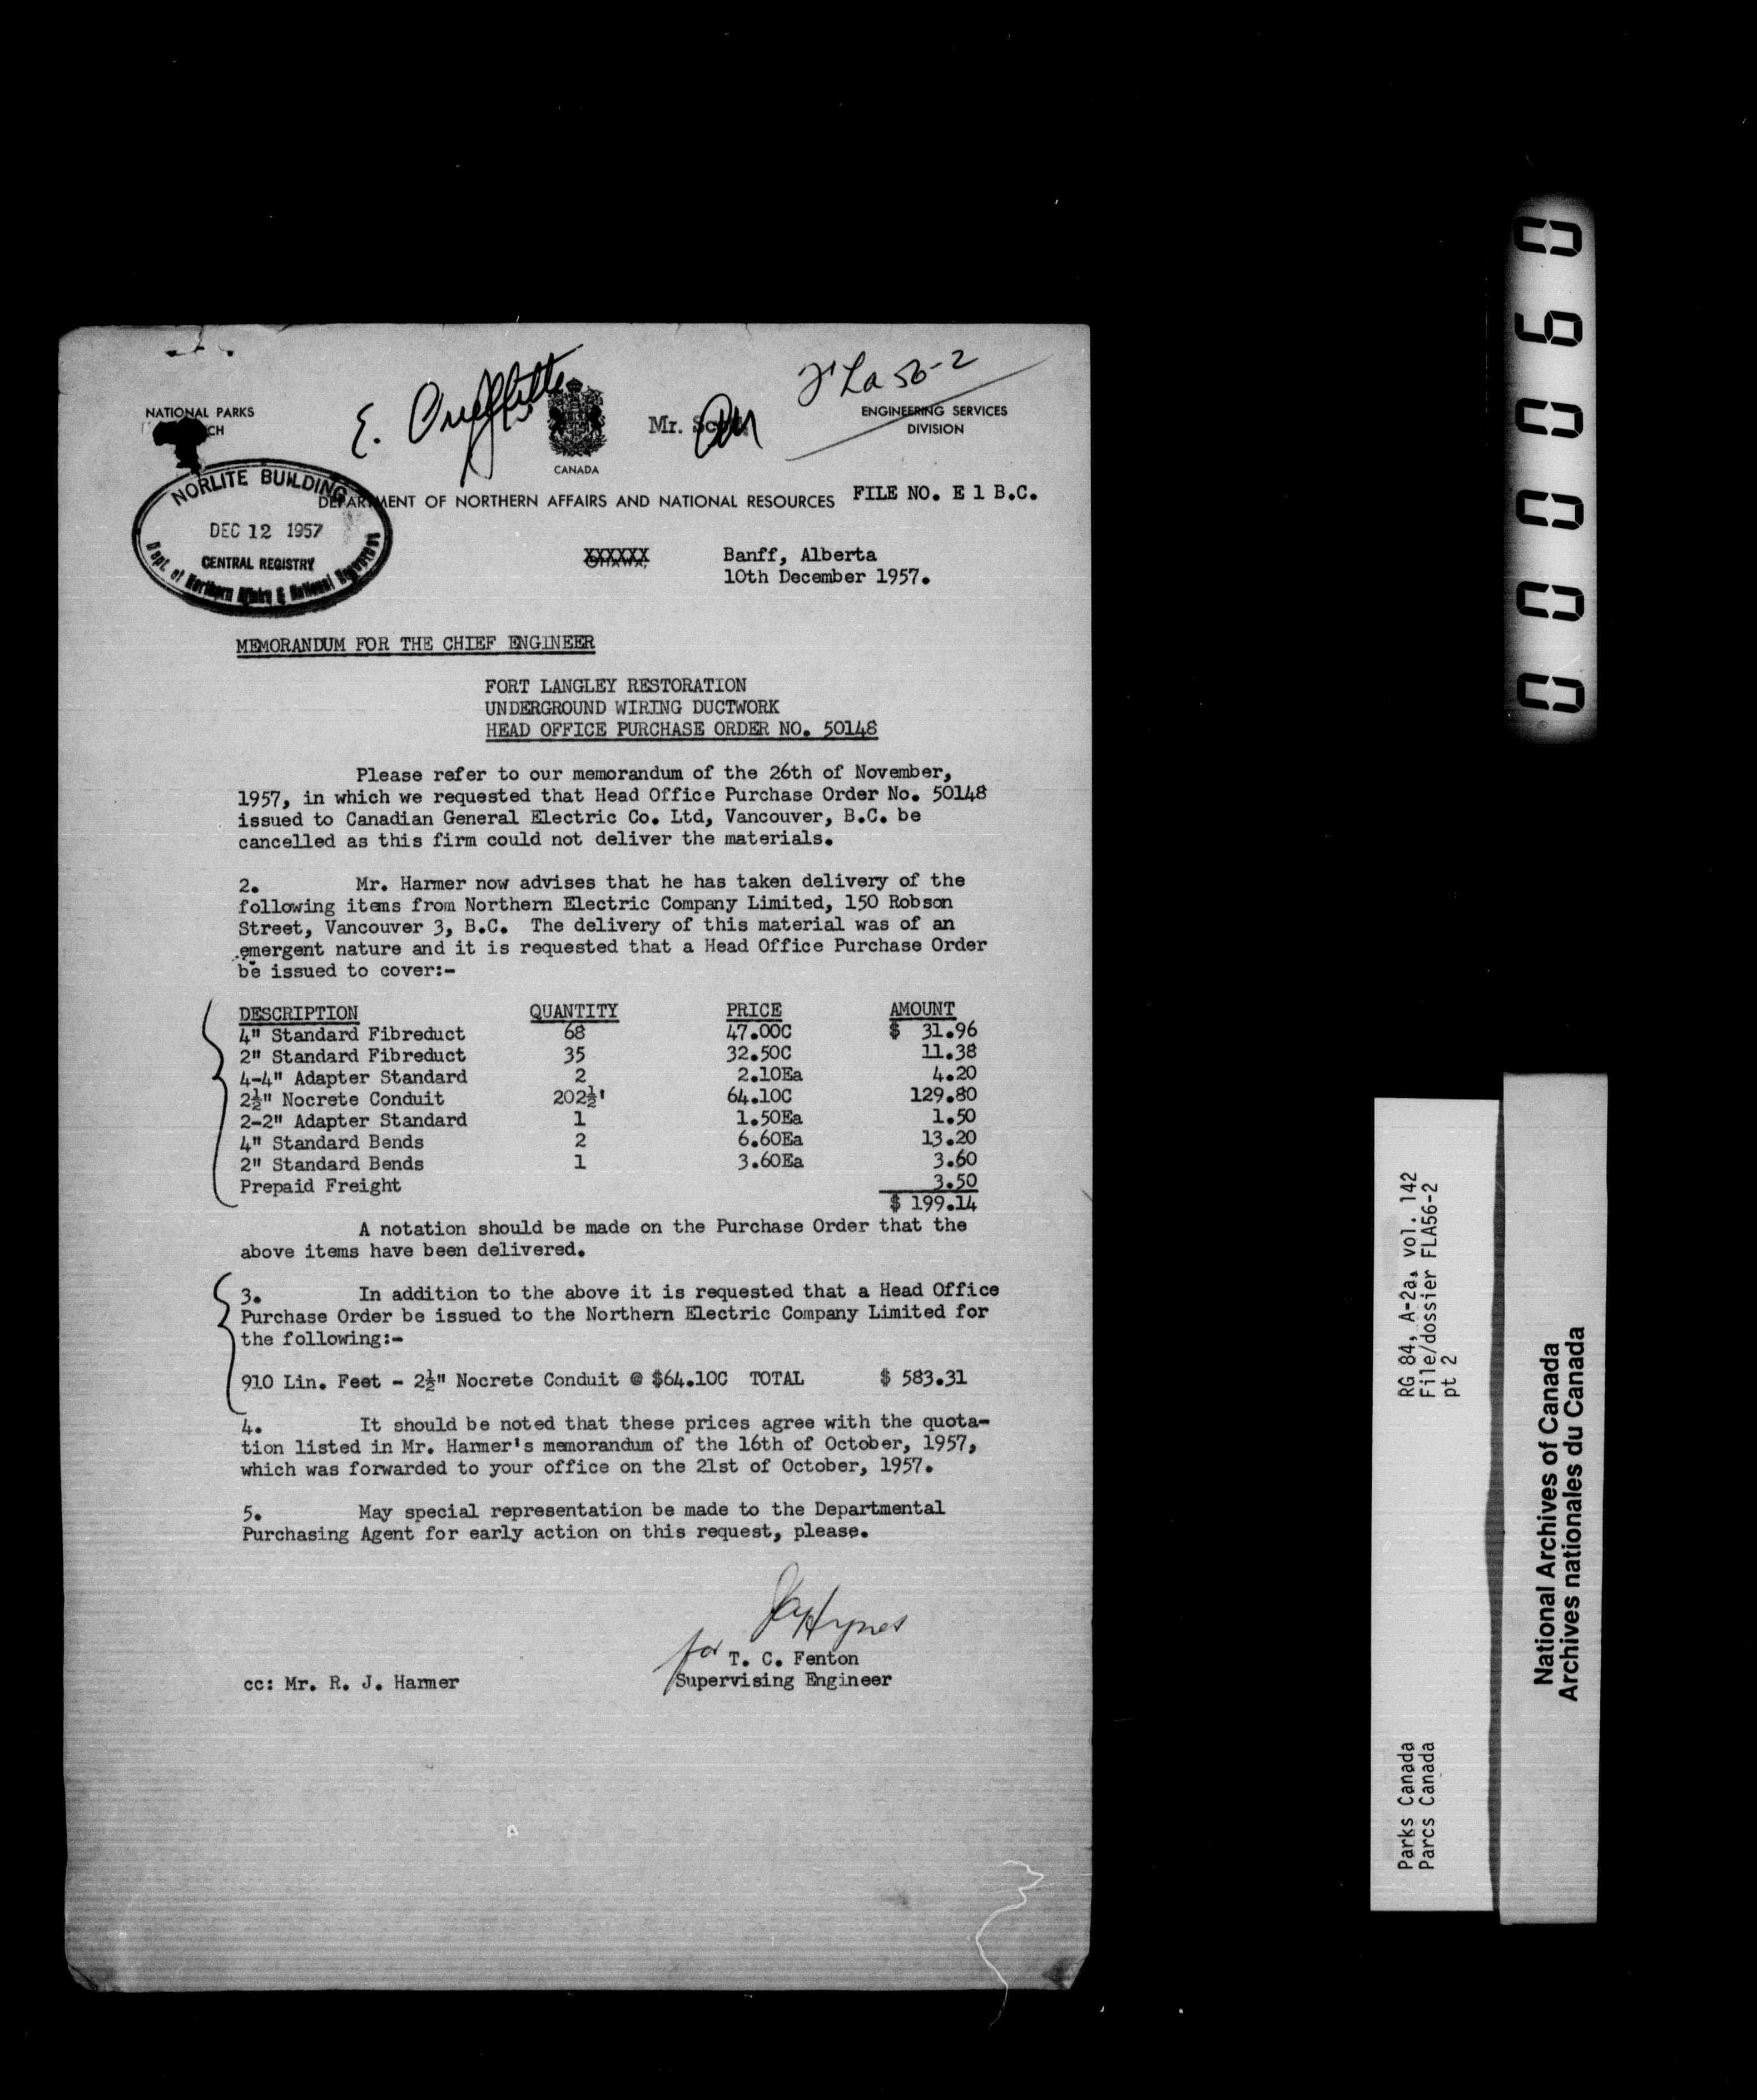 E. Griffith
Mr.
FLa 56-2
NATIONAL PARKS
ENGINEERING SERVICES
DIVISION
CANADA
NORLITE BUILDING
DEC 12 1957
CENTRAL REGISTRY
Dept. of Northern Affairs & National Resources
DEPARTMENT OF NORTHERN AFFAIRS AND NATIONAL RESOURCES
FILE NO. E 1 B.C.
XXXXXX
OTTAWA,
Banff, Alberta
10th December 1957.
MEMORANDUM FOR THE CHIEF ENGINEER
FORT LANGLEY RESTORATION
UNDERGROUND WIRING DUCTWORK
HEAD OFFICE PURCHASE ORDER NO. 50148
Please refer to our memorandum of the 26th of November,
1957, in which we requested that Head Office Purchase Order No. 50148
issued to Canadian General Electric Co. Ltd, Vancouver, B.C. be
cancelled as this firm could not deliver the materials.
2. Mr. Harmer now advises that he has taken delivery of the
following items from Northern Electric Company Limited, 150 Robson
Street, Vancouver 3, B.C. The delivery of this material was of an
emergent nature and it is requested that a Head Office Purchase Order
be issued to cover:-
DESCRIPTION QUANTITY PRICE AMOUNT
4" Standard Fibreduct 68 47.00C $ 31.96
2" Standard Fibreduct 35 32.50C 11.38
4-4" Adapter Standard 2 2.10Ea 4.20
2½" Nocrete Conduit 202½' 64.10C 129.80
2-2" Adapter Standard 1 1.50Ea 1.50
4" Standard Bends 2 6.60Ea 13.20
2" Standard Bends 1 3.60Ea 3.60
Prepaid Freight 3.50
$ 199.14
A notation should be made on the Purchase Order that the
above items have been delivered.
3. In addition to the above it is requested that a Head Office
Purchase Order be issued to the Northern Electric Company Limited for
the following:-
910 Lin. Feet - 2½" Nocrete Conduit @ $64.10C TOTAL $ 583.31
4. It should be noted that these prices agree with the quota-
tion listed in Mr. Harmer's memorandum of the 16th of October, 1957,
which was forwarded to your office on the 21st of October, 1957.
5. May special representation be made to the Departmental
Purchasing Agent for early action on this request, please.
for T. C. Fenton
Supervising Engineer
cc: Mr. R. J. Harmer
000060
RG 84, A-2a, vol. 142
File/dossier FLA56-2
pt 2
Parks Canada
Parcs Canada
National Archives of Canada
Archives nationales du Canada